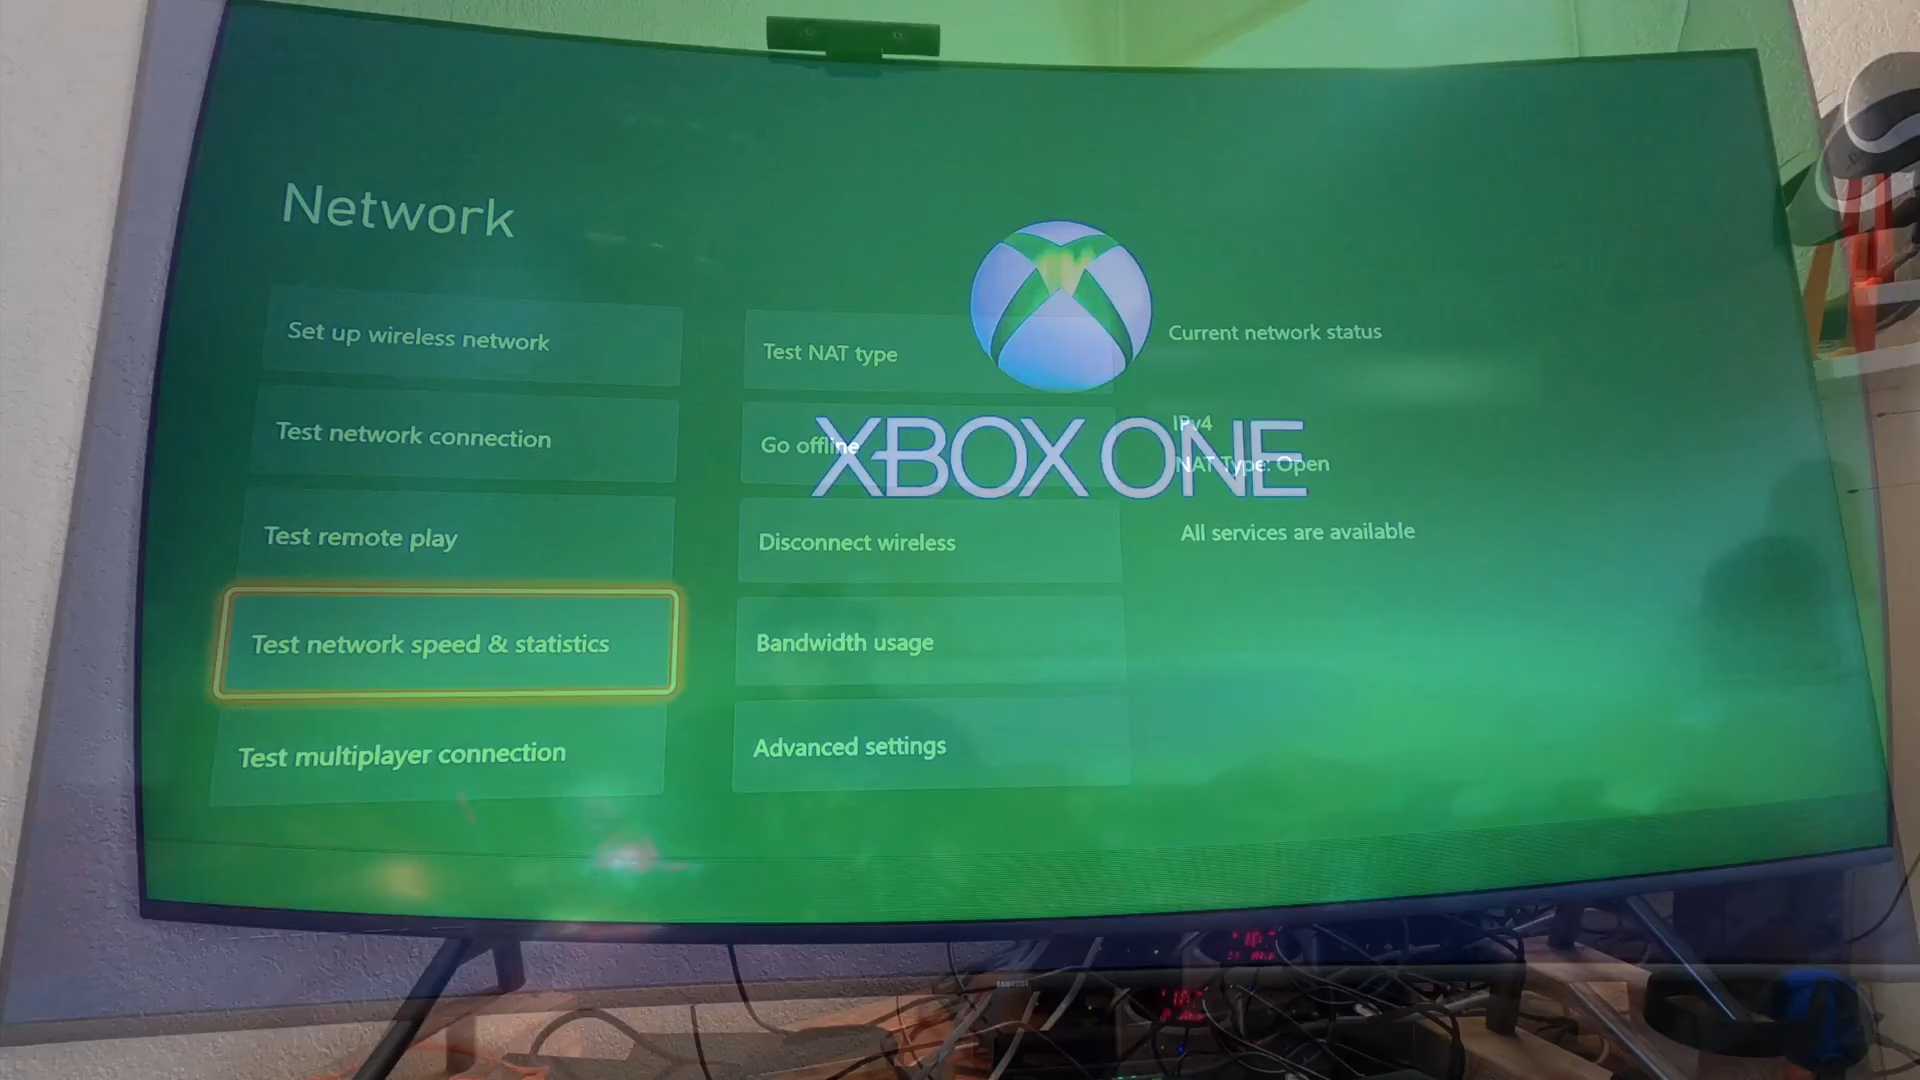 Network
Set up wireless network
Test network connection
Test remote play
Test network speed & statistics
Test multiplayer connection
Test NAT type
Go offline
Disconnect wireless
Bandwidth usage
Advanced settings
XBOX ONE
Current network status
IPv4
NAT Type: Open
All services are available
SAMSUNG